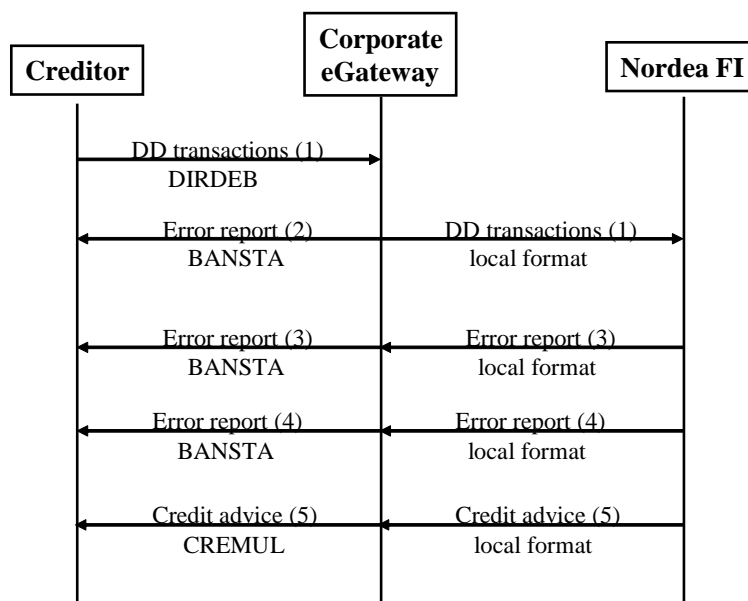 Creditor
Corporate
eGateway
Nordea FI
DD transactions (1)
DIRDEB
Error report (2)
BANSTA
DD transactions (1)
local format
Error report (3)
BANSTA
Error report (3)
local format
Error report (4)
BANSTA
Error report (4)
local format
Credit advice (5)
CREMUL
Credit advice (5)
local format